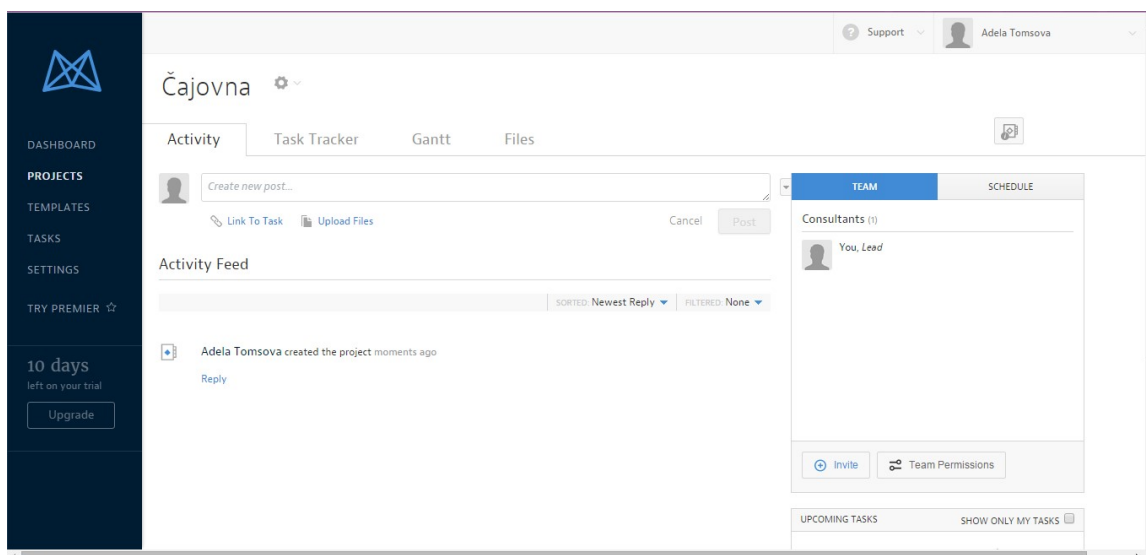 Support
Adela Tomsova
Čajovna
Activity
Task Tracker
Gantt
Files
DASHBOARD
PROJECTS
TEMPLATES
TASKS
SETTINGS
TRY PREMIER
10 days
left on your trial
Upgrade
Create new post...
Link To Task
Upload Files
Cancel
Post
Activity Feed
SORTED: Newest Reply
FILTERED: None
Adela Tomsova created the project moments ago
Reply
TEAM
SCHEDULE
Consultants (1)
You, Lead
Invite
Team Permissions
UPCOMING TASKS
SHOW ONLY MY TASKS